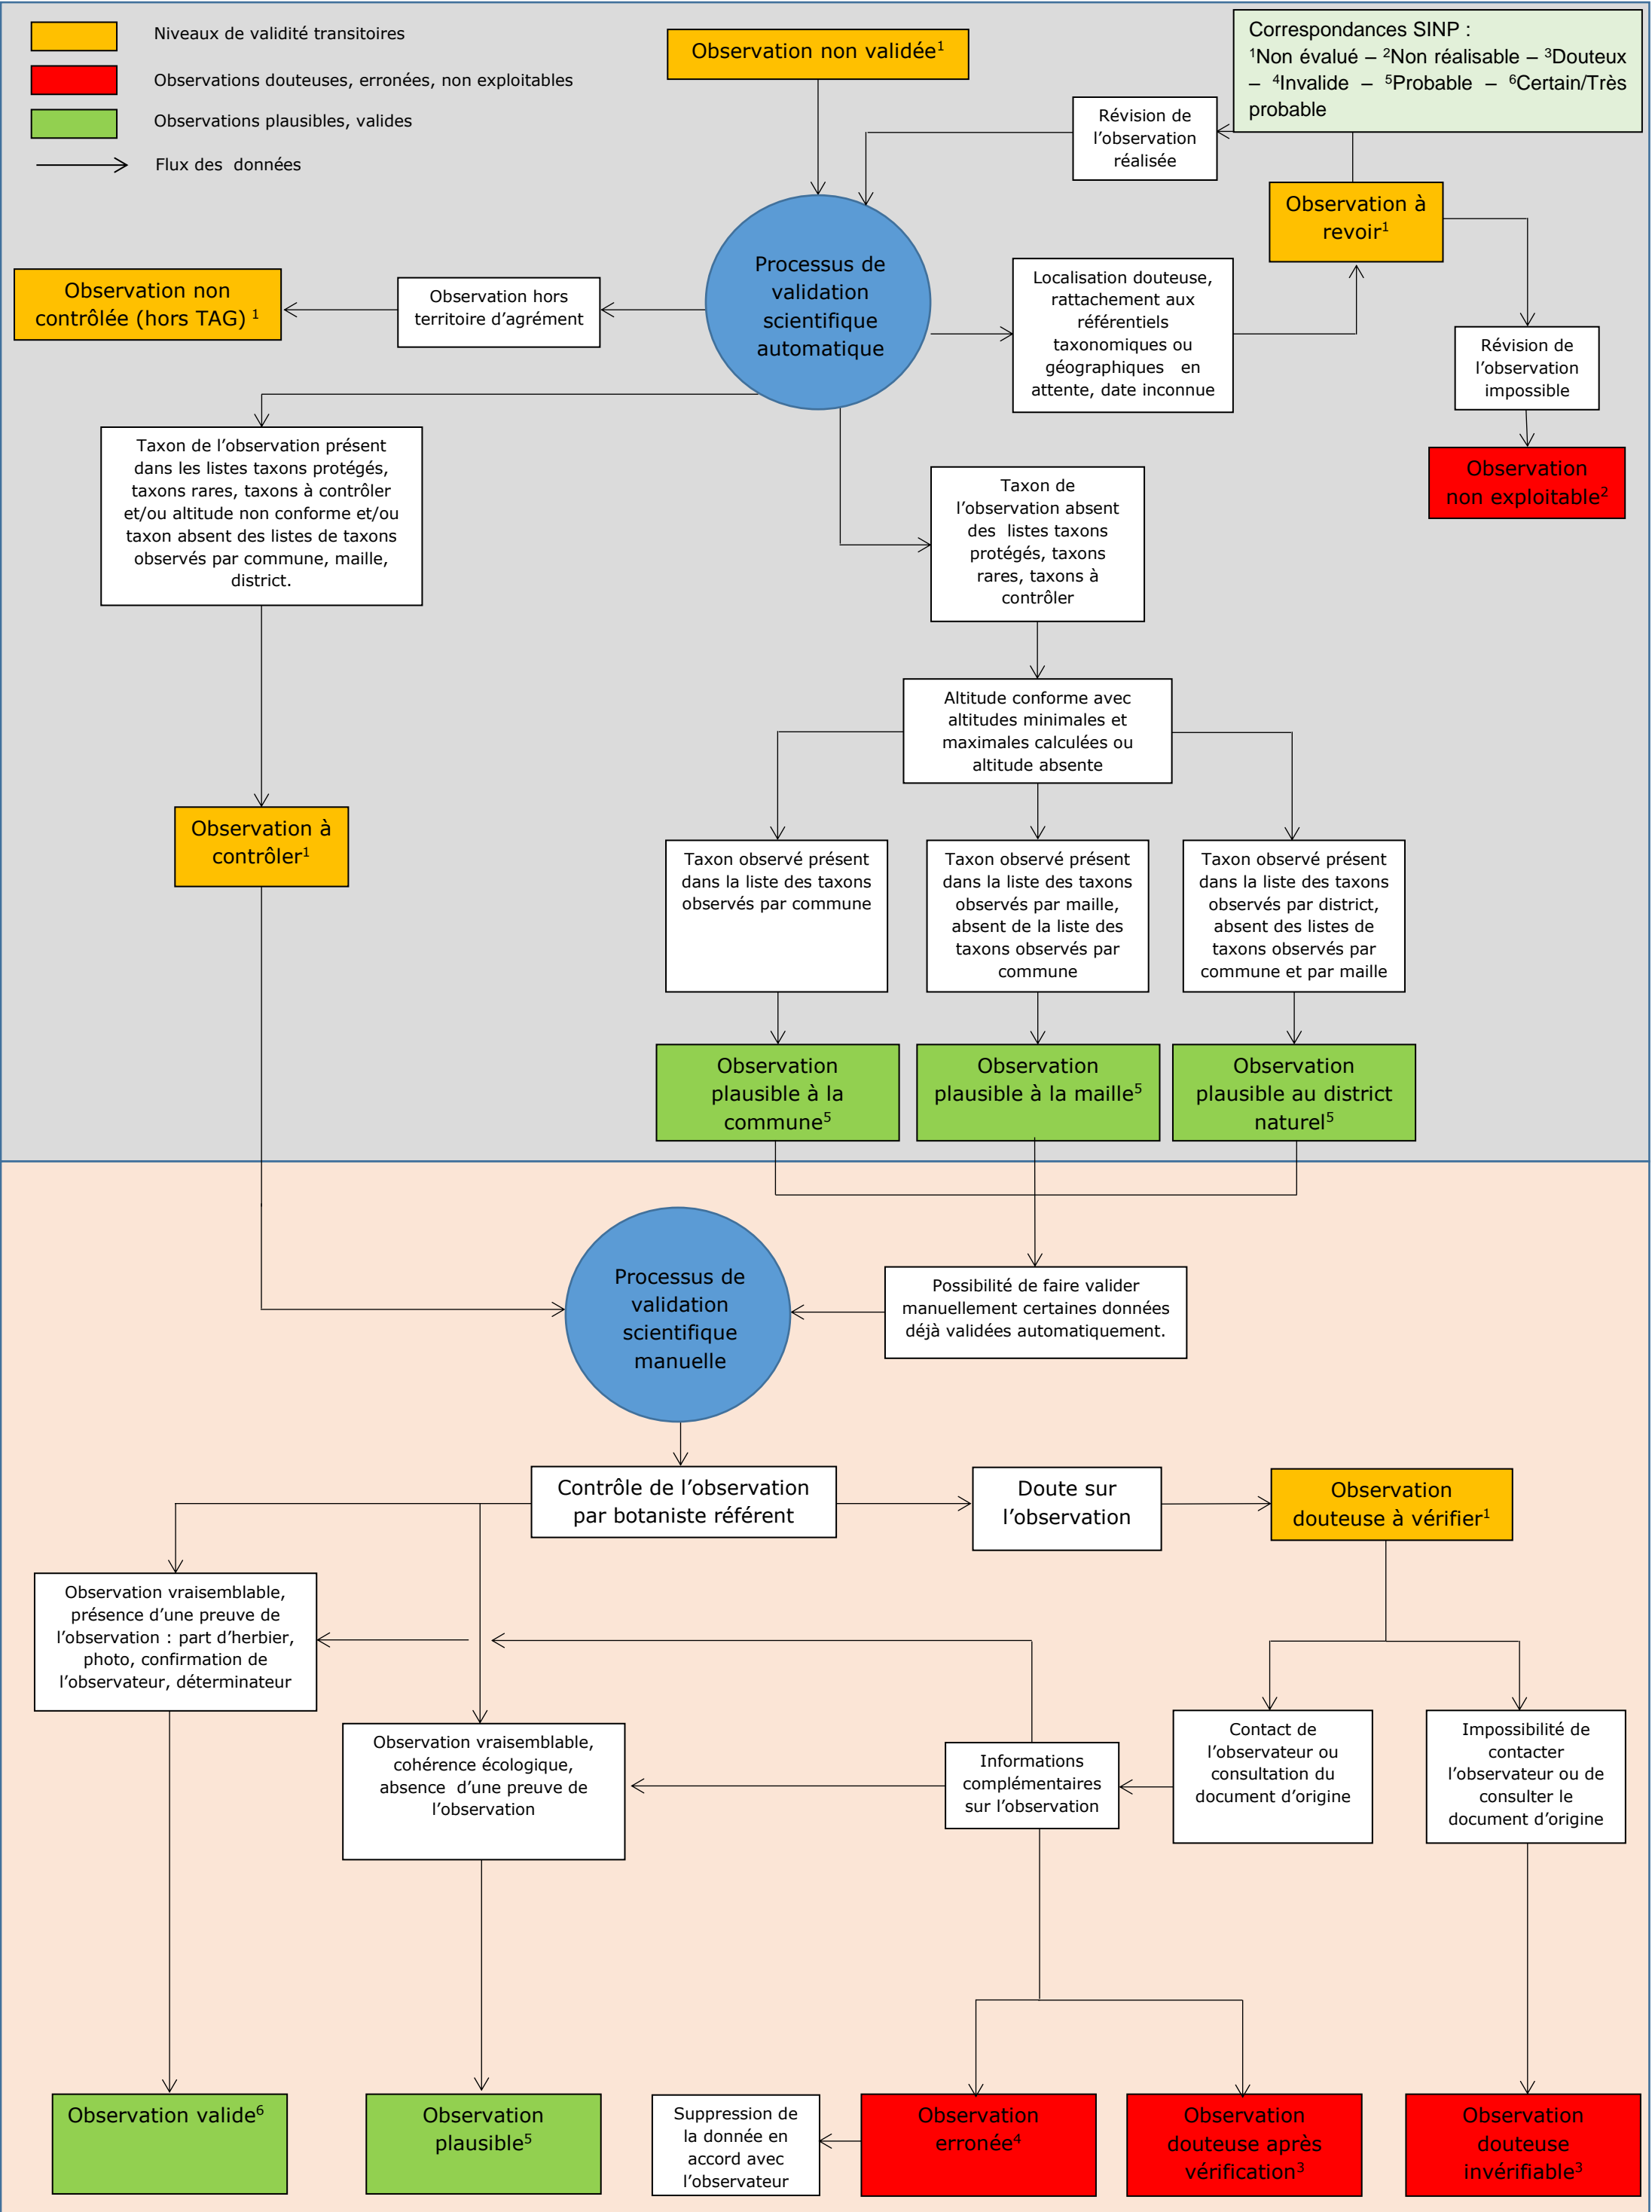 Niveaux de validité transitoires
Observations douteuses, erronées, non exploitables
Observations plausibles, valides
Flux des données
Observation non validée¹
Correspondances SINP :
¹Non évalué – ²Non réalisable – ³Douteux
– ⁴Invalide – ⁵Probable – ⁶Certain/Très
probable
Révision de
l’observation
réalisée
Observation à
revoir¹
Processus de
validation
scientifique
automatique
Observation non
contrôlée (hors TAG) ¹
Observation hors
territoire d’agrément
Localisation douteuse,
rattachement aux
référentiels
taxonomiques ou
géographiques en
attente, date inconnue
Révision de
l’observation
impossible
Observation
non exploitable²
Taxon de l’observation présent
dans les listes taxons protégés,
taxons rares, taxons à contrôler
et/ou altitude non conforme et/ou
taxon absent des listes de taxons
observés par commune, maille,
district.
Taxon de
l’observation absent
des listes taxons
protégés, taxons
rares, taxons à
contrôler
Altitude conforme avec
altitudes minimales et
maximales calculées ou
altitude absente
Observation à
contrôler¹
Taxon observé présent
dans la liste des taxons
observés par commune
Taxon observé présent
dans la liste des taxons
observés par maille,
absent de la liste des
taxons observés par
commune
Taxon observé présent
dans la liste des taxons
observés par district,
absent des listes de
taxons observés par
commune et par maille
Observation
plausible à la
commune⁵
Observation
plausible à la maille⁵
Observation
plausible au district
naturel⁵
Processus de
validation
scientifique
manuelle
Possibilité de faire valider
manuellement certaines données
déjà validées automatiquement.
Contrôle de l’observation
par botaniste référent
Doute sur
l’observation
Observation
douteuse à vérifier¹
Observation vraisemblable,
présence d’une preuve de
l’observation : part d’herbier,
photo, confirmation de
l’observateur, déterminateur
Observation vraisemblable,
cohérence écologique,
absence d’une preuve de
l’observation
Informations
complémentaires
sur l’observation
Contact de
l’observateur ou
consultation du
document d’origine
Impossibilité de
contacter
l’observateur ou de
consulter le
document d’origine
Observation valide⁶
Observation
plausible⁵
Suppression de
la donnée en
accord avec
l’observateur
Observation
erronée⁴
Observation
douteuse après
vérification³
Observation
douteuse
invérifiable³